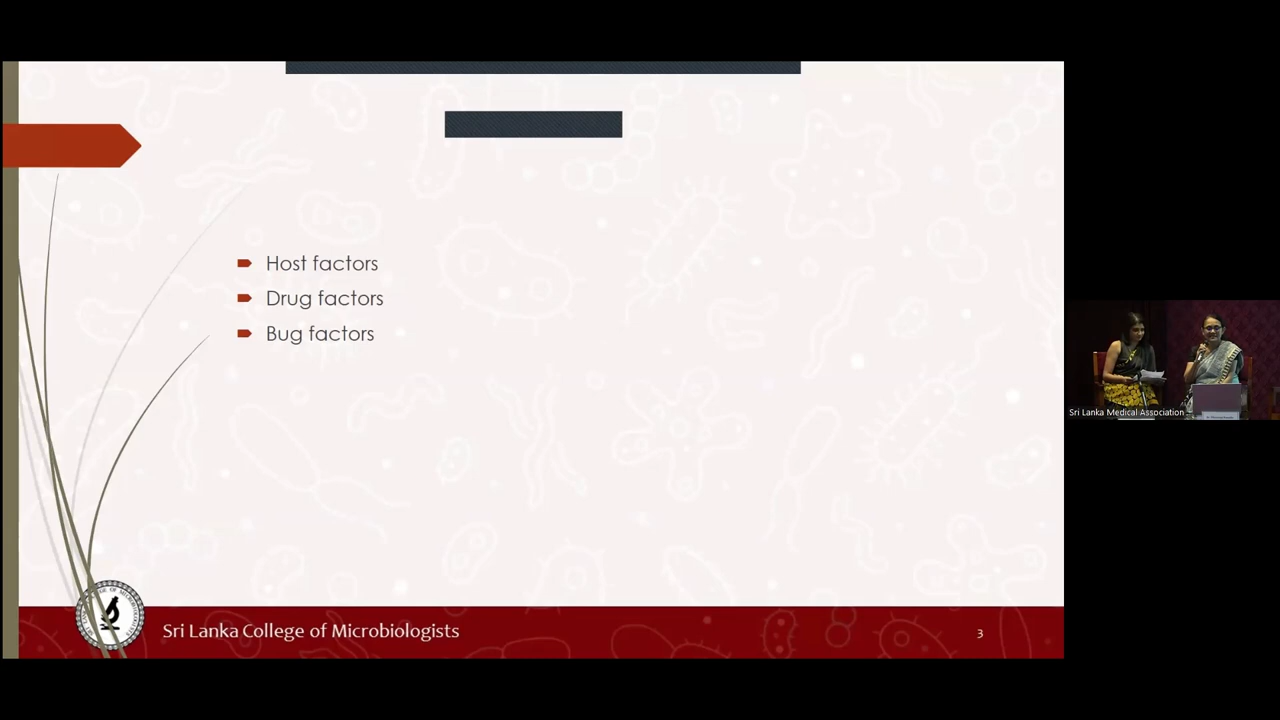 Host factors
Drug factors
Bug factors
Sri Lanka Medical Association
Sri Lanka College of Microbiologists
3